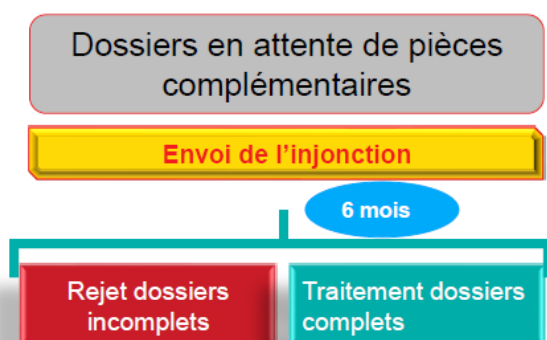 Dossiers en attente de pièces
complémentaires
Envoi de l'injonction
6 mois
Rejet dossiers
incomplets
Traitement dossiers
complets